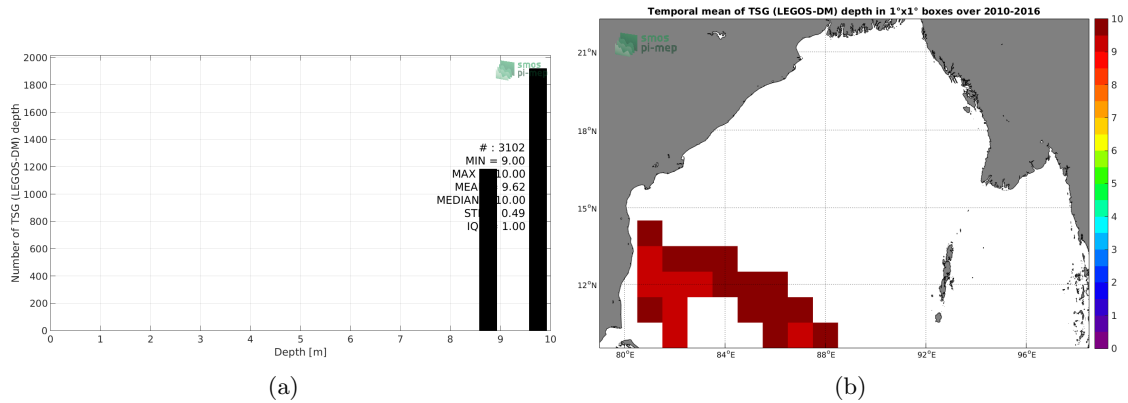 Number of TSG (LEGOS-DM) depth
2000
1800
1600
1400
1200
1000
800
600
400
200
0
smos
pi-mep
# : 3102
MIN = 9.00
MAX 10.00
MEA 9.62
MEDIAN 10.00
ST 0.49
IQ 1.00
0 1 2 3 4 5 6 7 8 9 10
Depth [m]
(a)
Temporal mean of TSG (LEGOS-DM) depth in 1°x1° boxes over 2010-2016
smos
pi-mep
21°N
18°N
15°N
12°N
80°E 84°E 88°E 92°E 96°E
10
9
8
7
6
5
4
3
2
1
0
(b)